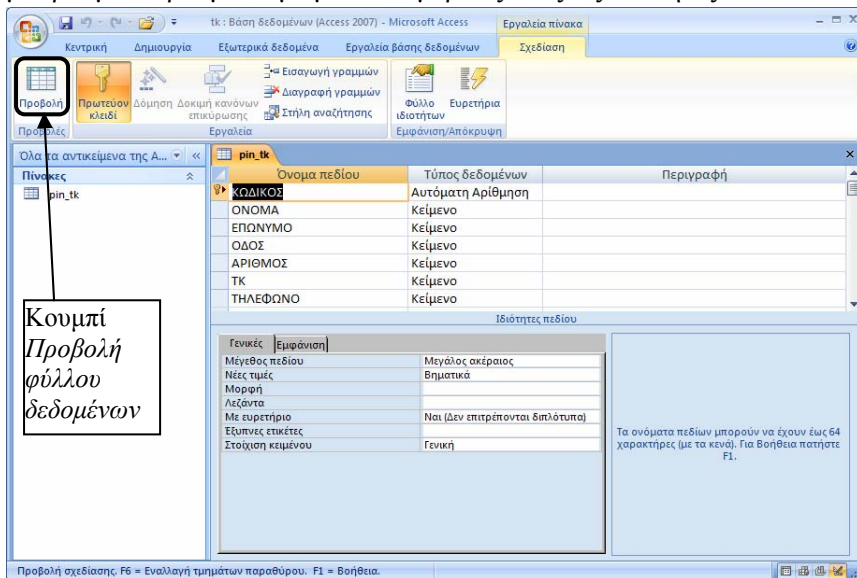 tk : Βάση δεδομένων (Access 2007) - Microsoft Access
Εργαλεία πίνακα
Κεντρική Δημιουργία Εξωτερικά δεδομένα Εργαλεία βάσης δεδομένων Σχεδίαση
Προβολή
Προβολές
Πρωτεύον κλειδί
Δόμηση
Δοκιμή κανόνων επικύρωσης
Εισαγωγή γραμμών
Διαγραφή γραμμών
Στήλη αναζήτησης
Εργαλεία
Φύλλο ιδιοτήτων
Ευρετήρια
Εμφάνιση/Απόκρυψη
Όλα τα αντικείμενα της A...
Πίνακες
pin_tk
pin_tk
Όνομα πεδίου Τύπος δεδομένων Περιγραφή
ΚΩΔΙΚΟΣ Αυτόματη Αρίθμηση
ΟΝΟΜΑ Κείμενο
ΕΠΩΝΥΜΟ Κείμενο
ΟΔΟΣ Κείμενο
ΑΡΙΘΜΟΣ Κείμενο
ΤΚ Κείμενο
ΤΗΛΕΦΩΝΟ Κείμενο
Ιδιότητες πεδίου
Γενικές Εμφάνιση
Μέγεθος πεδίου Μεγάλος ακέραιος
Νέες τιμές Βηματικά
Μορφή
Λεζάντα
Με ευρετήριο Ναι (Δεν επιτρέπονται διπλότυπα)
Έξυπνες ετικέτες
Στοίχιση κειμένου Γενική
Τα ονόματα πεδίων μπορούν να έχουν έως 64
χαρακτήρες (με τα κενά). Για Βοήθεια πατήστε
F1.
Κουμπί
Προβολή
φύλλου
δεδομένων
Προβολή σχεδίασης. F6 = Εναλλαγή τμημάτων παραθύρου. F1 = Βοήθεια.